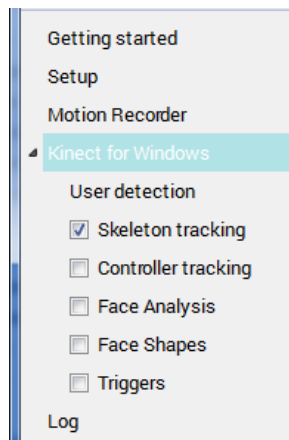 Getting started
Setup
Motion Recorder
Kinect for Windows
User detection
Skeleton tracking
Controller tracking
Face Analysis
Face Shapes
Triggers
Log